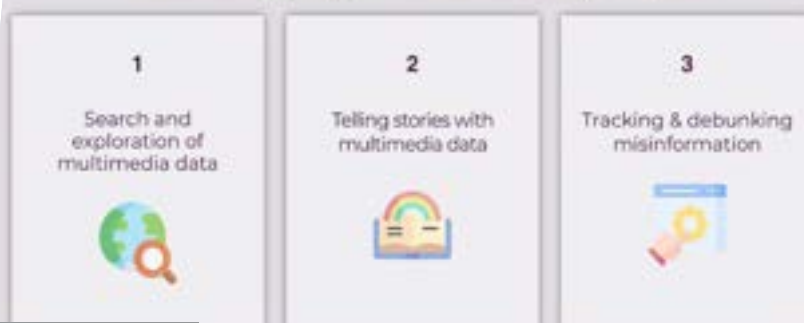 1
Search and
exploration of
multimedia data
2
Telling stories with
multimedia data
3
Tracking & debunking
misinformation